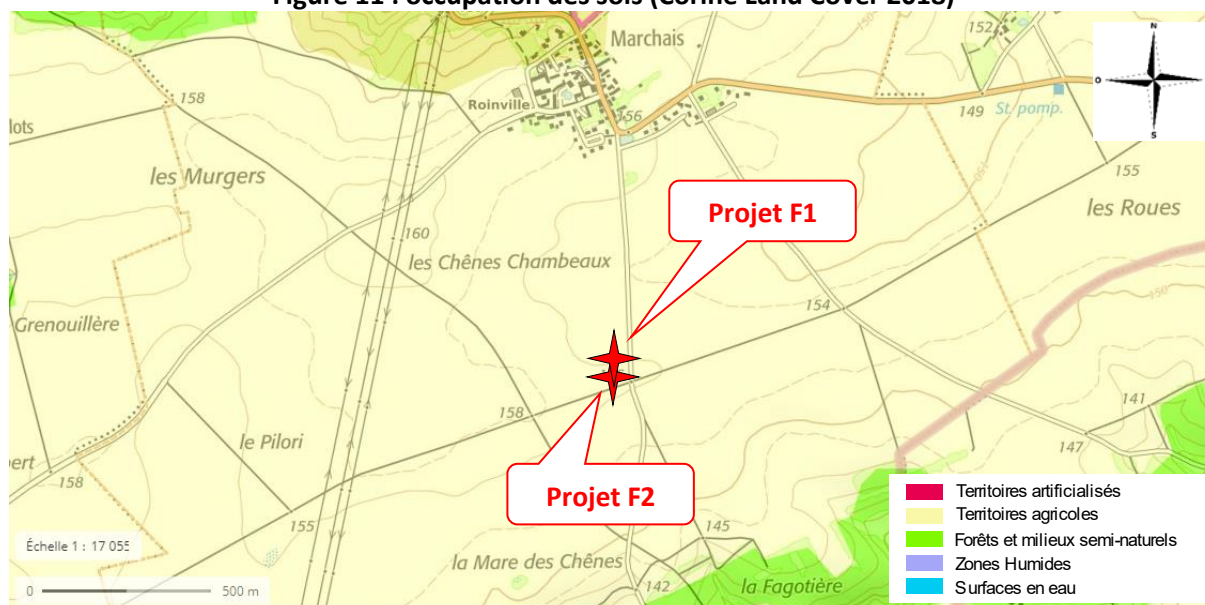 Figure 11 : occupation des sols (Corine Land Cover 2018)
Marchais
152
N
O
E
S
158
Roinville
156
149
St. pomp.
lots
les Murgers
155
150
les Roues
160
Projet F1
les Chênes Chambeaux
154
150
Grenouillère
158
141
le Pilori
147
ert
158
Projet F2
155
145
Échelle 1 : 17 055
la Mare des Chênes
142
la Fagotière
0
500 m
Territoires artificialisés
Territoires agricoles
Forêts et milieux semi-naturels
Zones Humides
Surfaces en eau